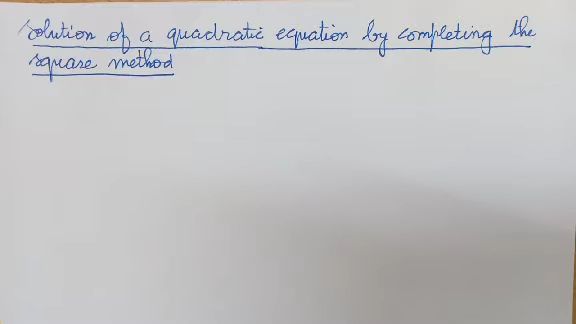 solution of a quadratic equation by completing the
square method